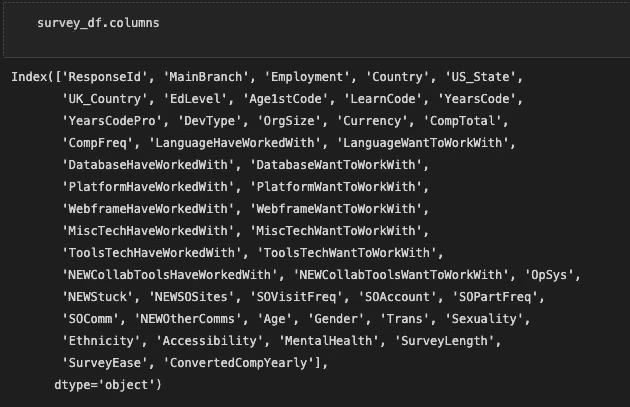 survey_df.columns
Index(['ResponseId', 'MainBranch', 'Employment', 'Country', 'US_State',
'UK_Country', 'EdLevel', 'Age1stCode', 'LearnCode', 'YearsCode',
'YearsCodePro', 'DevType', 'OrgSize', 'Currency', 'CompTotal',
'CompFreq', 'LanguageHaveWorkedWith', 'LanguageWantToWorkWith',
'DatabaseHaveWorkedWith', 'DatabaseWantToWorkWith',
'PlatformHaveWorkedWith', 'PlatformWantToWorkWith',
'WebframeHaveWorkedWith', 'WebframeWantToWorkWith',
'MiscTechHaveWorkedWith', 'MiscTechWantToWorkWith',
'ToolsTechHaveWorkedWith', 'ToolsTechWantToWorkWith',
'NEWCollabToolsHaveWorkedWith', 'NEWCollabToolsWantToWorkWith', 'OpSys',
'NEWStuck', 'NEWSOSites', 'SOVisitFreq', 'SOAccount', 'SOPartFreq',
'SOComm', 'NEWOtherComms', 'Age', 'Gender', 'Trans', 'Sexuality',
'Ethnicity', 'Accessibility', 'MentalHealth', 'SurveyLength',
'SurveyEase', 'ConvertedCompYearly'],
dtype='object')